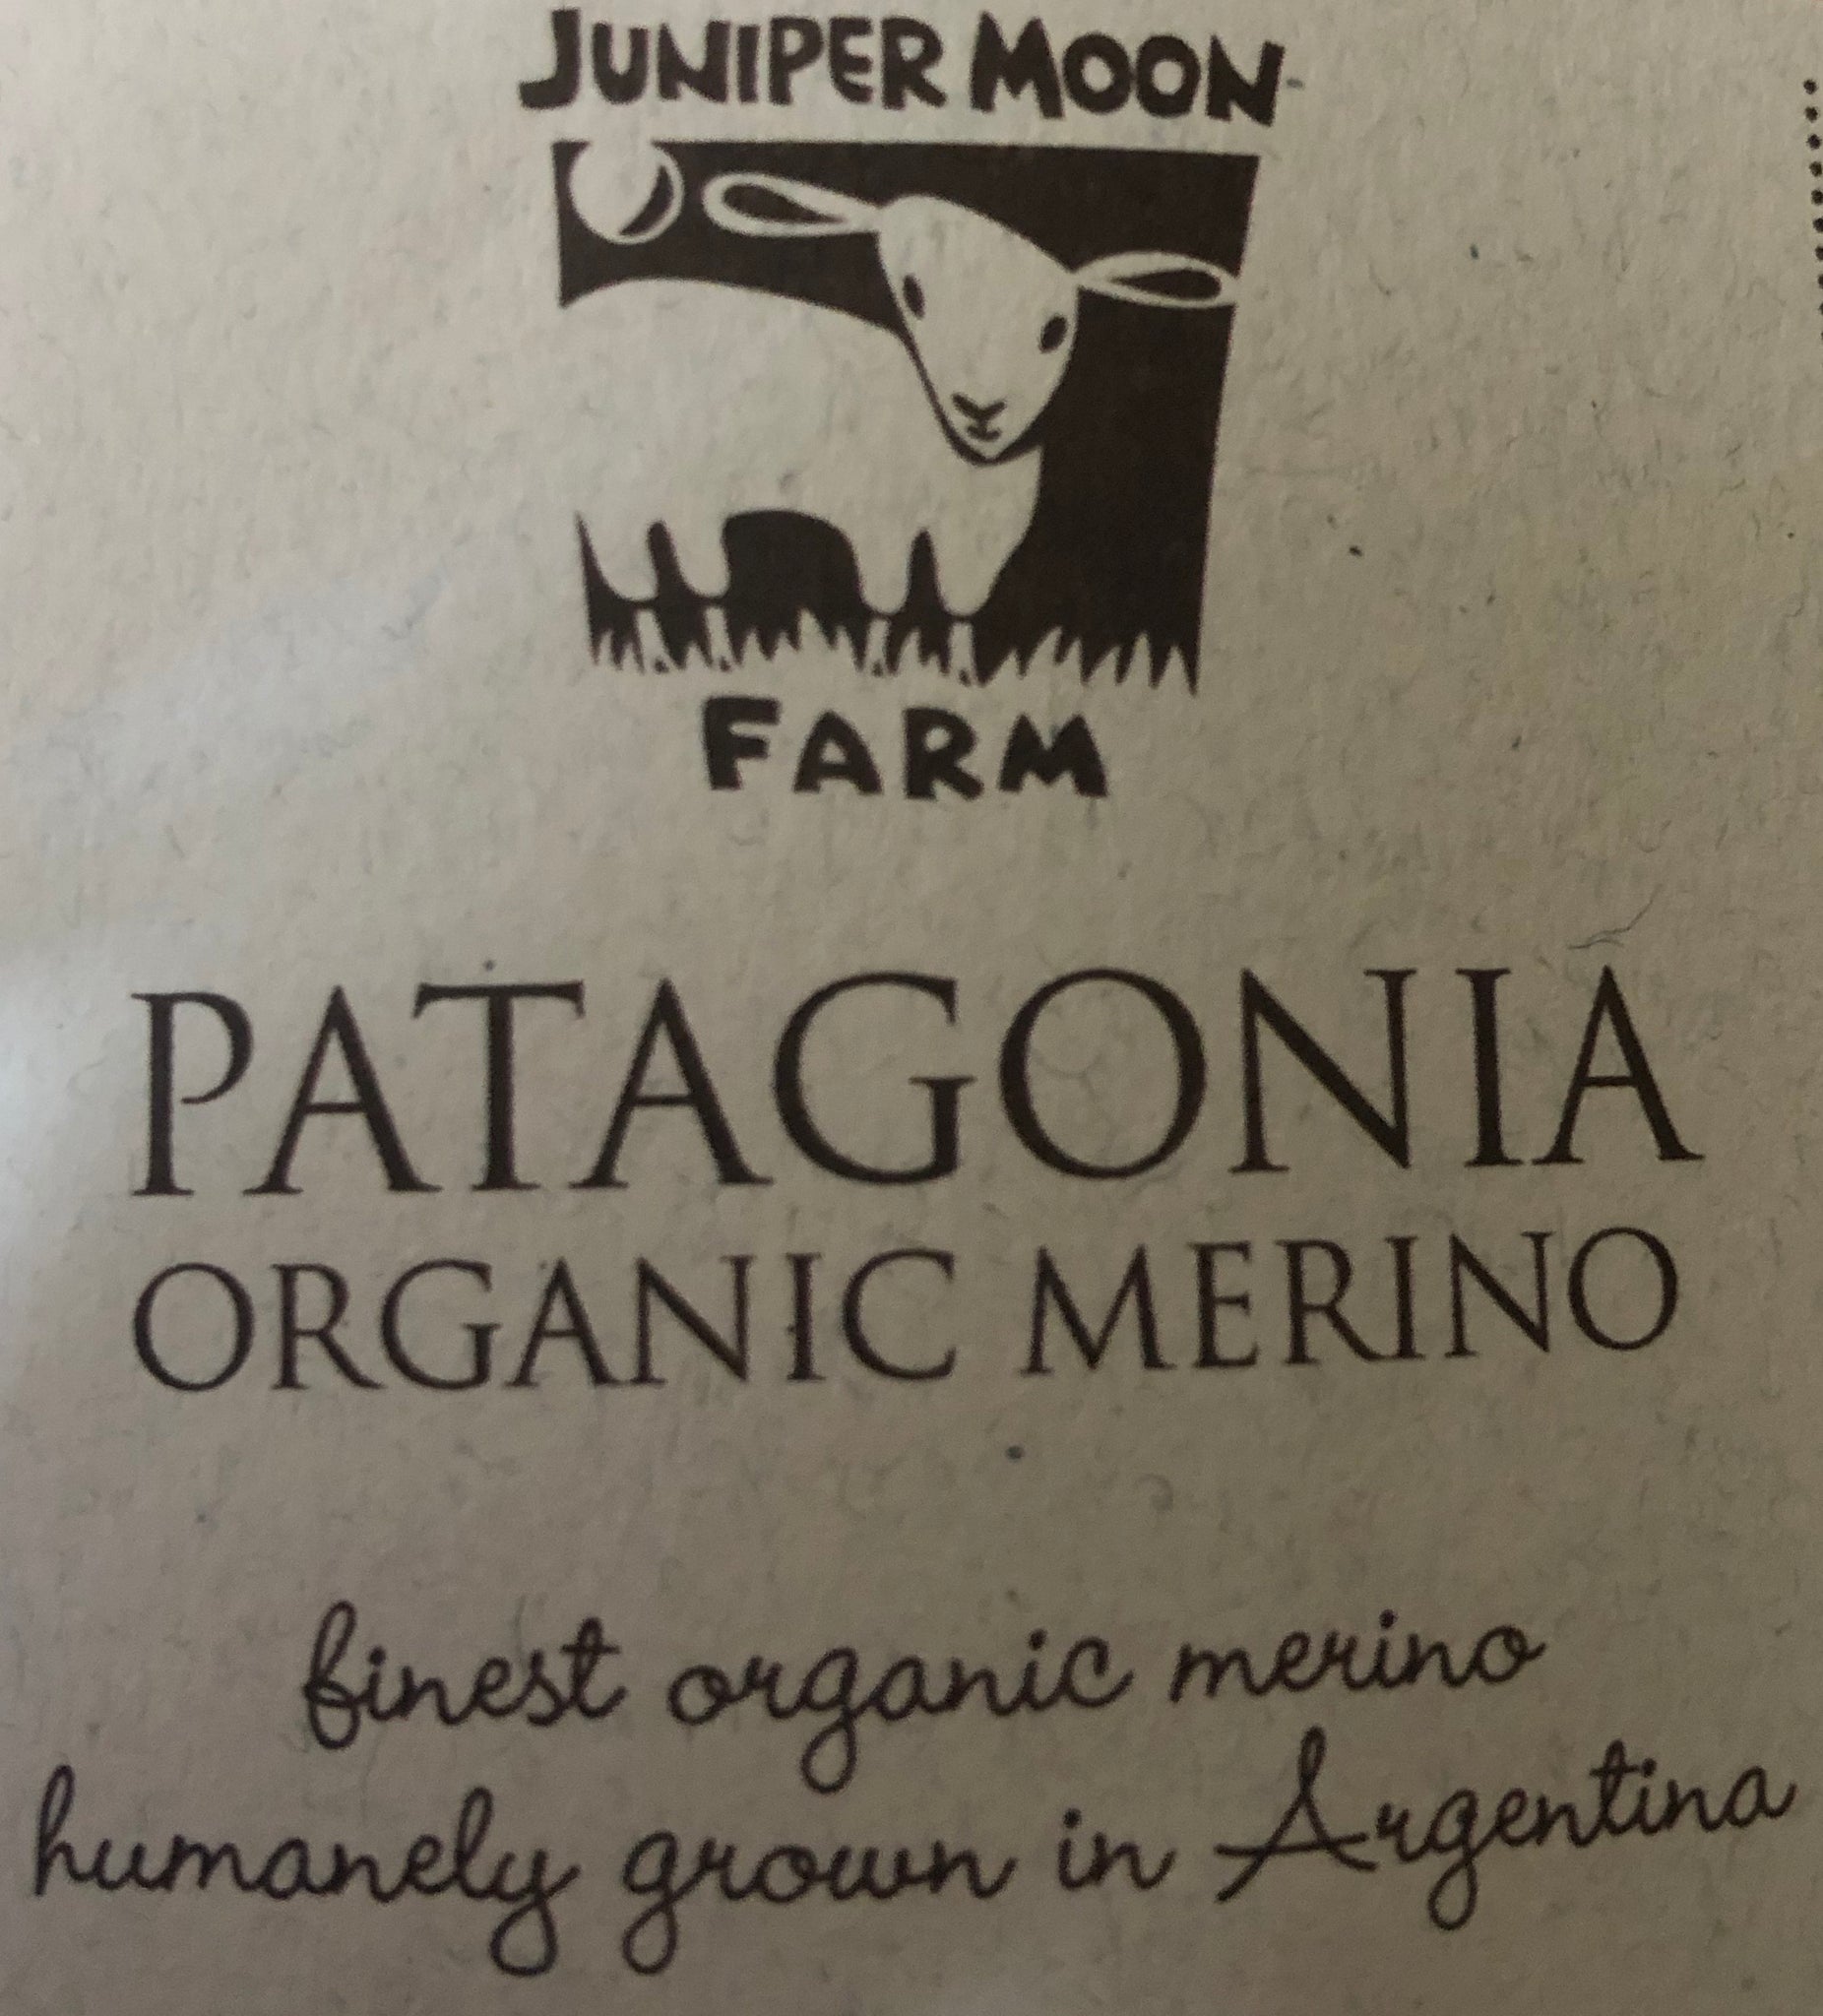 JUNIPER MOON
FARM
PATAGONIA
ORGANIC MERINO
finest organic merino
humanely grown in Argentina